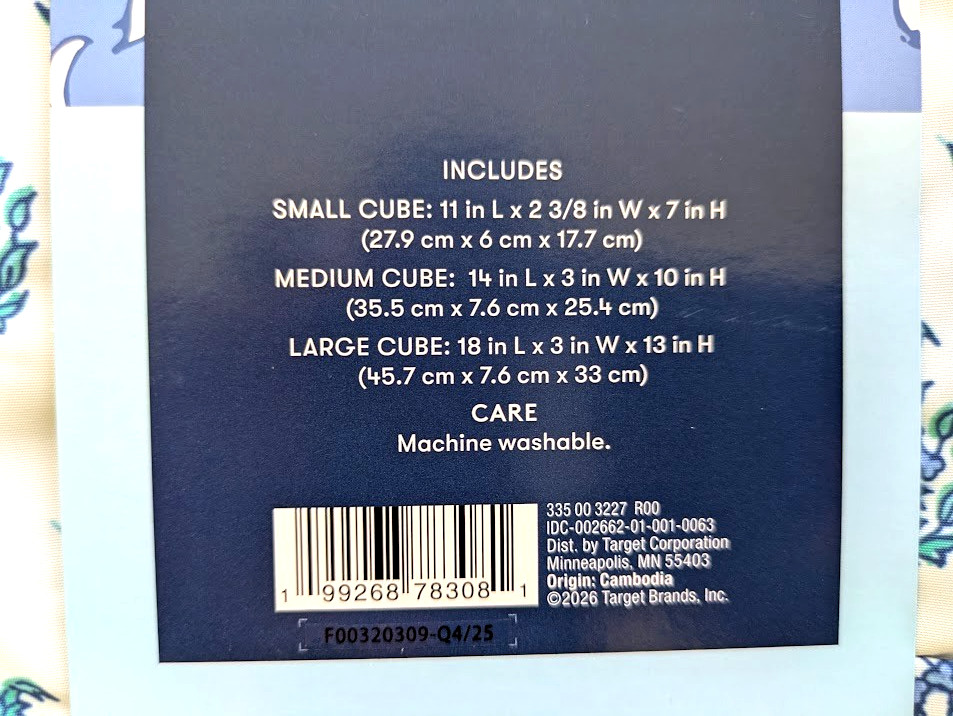 INCLUDES
SMALL CUBE: 11 in L x 2 3/8 in W x 7 in H
(27.9 cm x 6 cm x 17.7 cm)
MEDIUM CUBE: 14 in L x 3 in W x 10 in H
(35.5 cm x 7.6 cm x 25.4 cm)
LARGE CUBE: 18 in L x 3 in W x 13 in H
(45.7 cm x 7.6 cm x 33 cm)
CARE
Machine washable.
335 00 3227 R00
IDC-002662-01-001-0063
Dist. by Target Corporation
Minneapolis, MN 55403
Origin: Cambodia
©2026 Target Brands, Inc.
1 99268 78308 1
F00320309-Q4/25